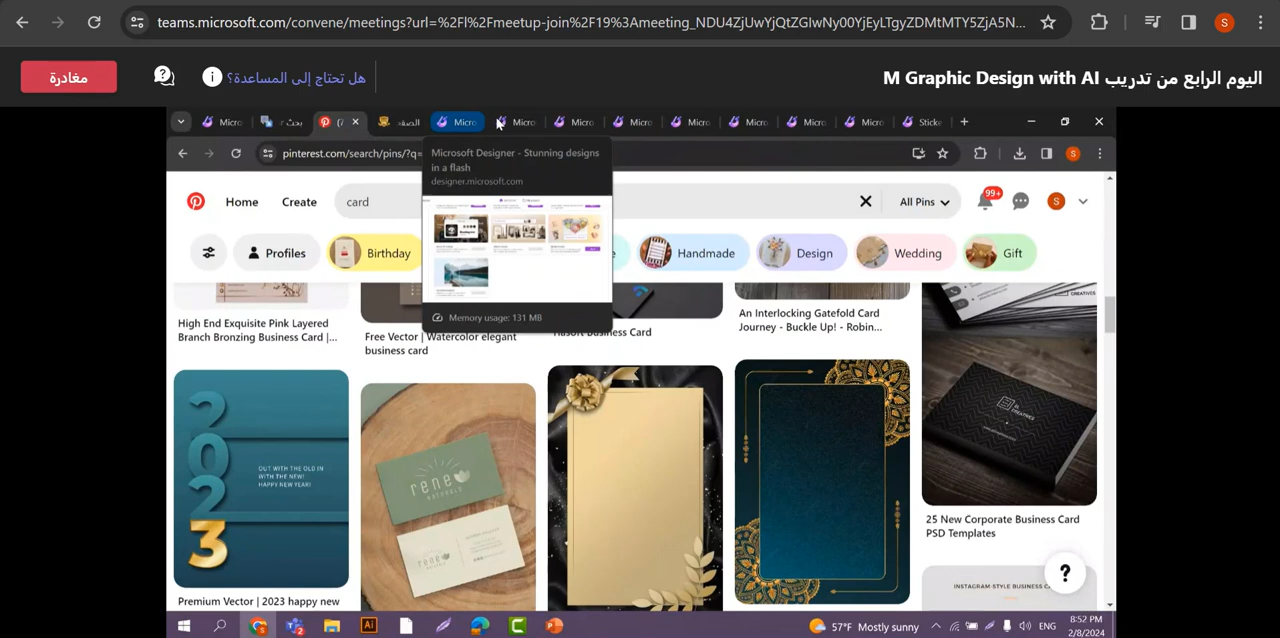 teams.microsoft.com/convene/meetings?url=%2Fl%2Fmeetup-join%2F19%3Ameeting_NDU4ZjUwYjQtZGIwNy00YjEyLTgyZDMtMTY5ZjA5N...
S
مغادرة
هل تحتاج إلى المساعدة؟
اليوم الرابع من تدريب M Graphic Design with AI
Micro
بحث
الصف
Micro
Micro
Micro
Micro
Micro
Micro
Micro
Micro
Sticke
pinterest.com/search/pins/?q=
S
Microsoft Designer - Stunning designs
in a flash
designer.microsoft.com
Memory usage: 131 MB
Home
Create
card
All Pins
99+
S
Profiles
Birthday
Handmade
Design
Wedding
Gift
High End Exquisite Pink Layered
Branch Bronzing Business Card |...
Free Vector | Watercolor elegant
business card
Business Card
An Interlocking Gatefold Card
Journey - Buckle Up! - Robin...
CREATIVES
2023
OUT WITH THE OLD IN
WITH THE NEW!
HAPPY NEW YEAR!
rene
NATURALS
rene
Premium Vector | 2023 happy new
25 New Corporate Business Card
PSD Templates
INSTAGRAM-STYLE BUSINESS
?
57°F Mostly sunny
ENG
8:52 PM
2/8/2024